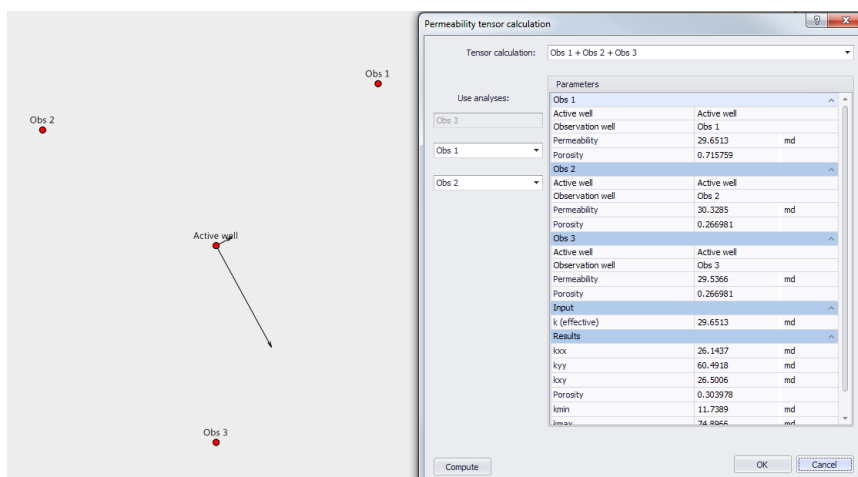 Obs 1
Obs 2
Active well
Obs 3
Permeability tensor calculation
? X
Tensor calculation: Obs 1 + Obs 2 + Obs 3
Use analyses:
Obs 3
Obs 1
Obs 2
Parameters
Obs 1
Active well Active well
Observation well Obs 1
Permeability 29.6513 md
Porosity 0.715759
Obs 2
Active well Active well
Observation well Obs 2
Permeability 30.3285 md
Porosity 0.266981
Obs 3
Active well Active well
Observation well Obs 3
Permeability 29.5366 md
Porosity 0.266981
Input
k (effective) 29.6513 md
Results
kxx 26.1437 md
kyy 60.4918 md
kxy 26.5006 md
Porosity 0.303978
kmin 11.7389 md
kmax 74.8966 md
Compute OK Cancel